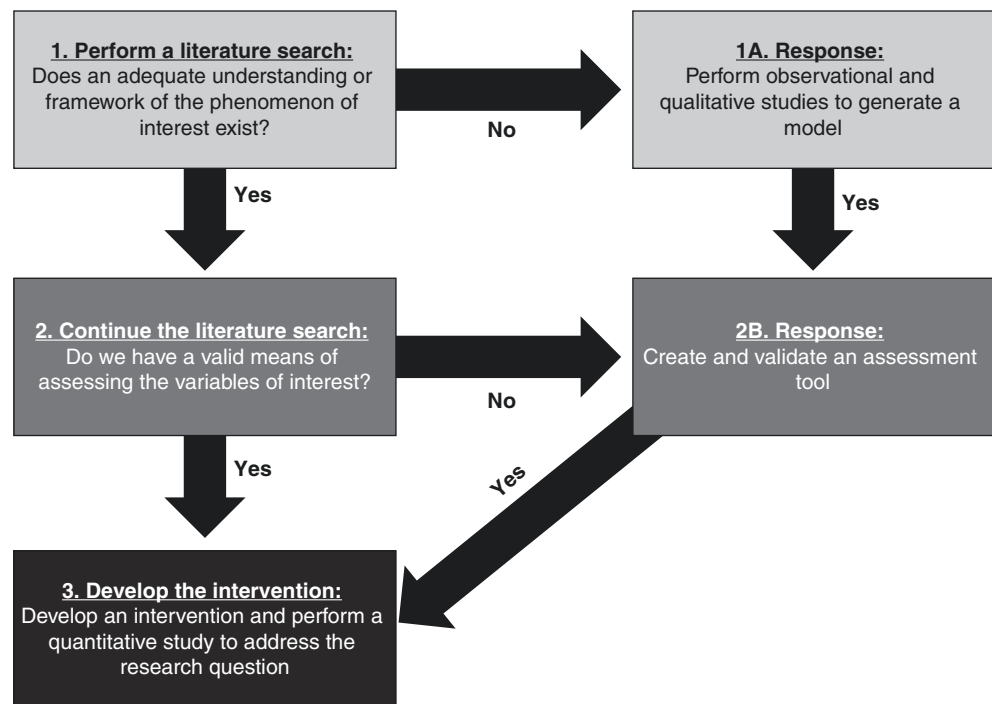 1. Perform a literature search:
Does an adequate understanding or
framework of the phenomenon of
interest exist?
No
1A. Response:
Perform observational and
qualitative studies to generate a
model
Yes
Yes
2. Continue the literature search:
Do we have a valid means of
assessing the variables of interest?
No
2B. Response:
Create and validate an assessment
tool
Yes
Yes
3. Develop the intervention:
Develop an intervention and perform a
quantitative study to address the
research question